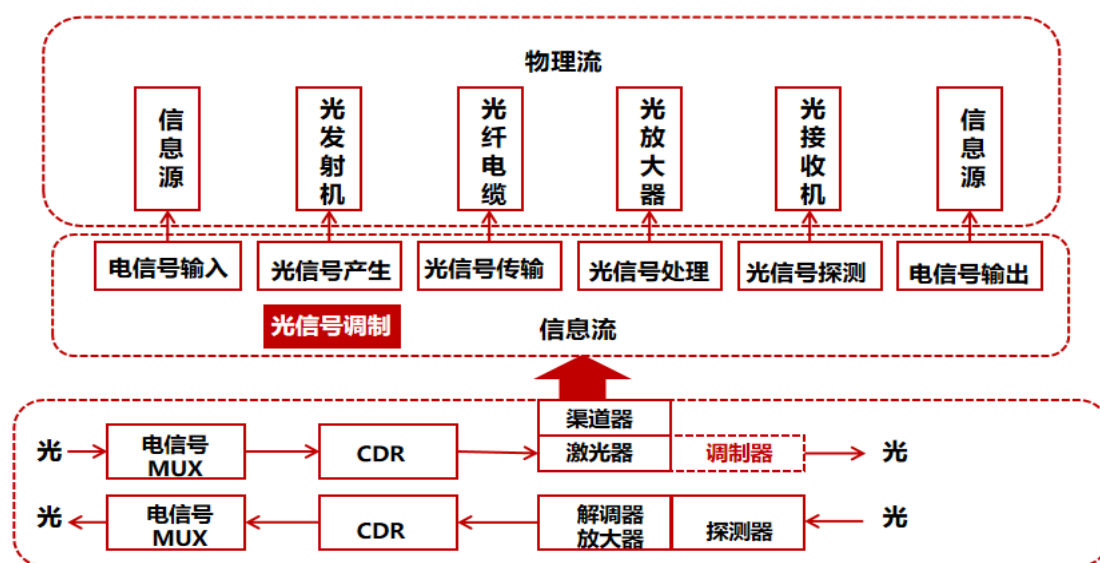 物理流
信息源
光发射机
光纤电缆
光放大器
光接收机
信息源
电信号输入
光信号产生
光信号传输
光信号处理
光信号探测
电信号输出
光信号调制
信息流
光
电信号
MUX
CDR
渠道器
激光器
调制器
光
光
电信号
MUX
CDR
解调器
放大器
探测器
光